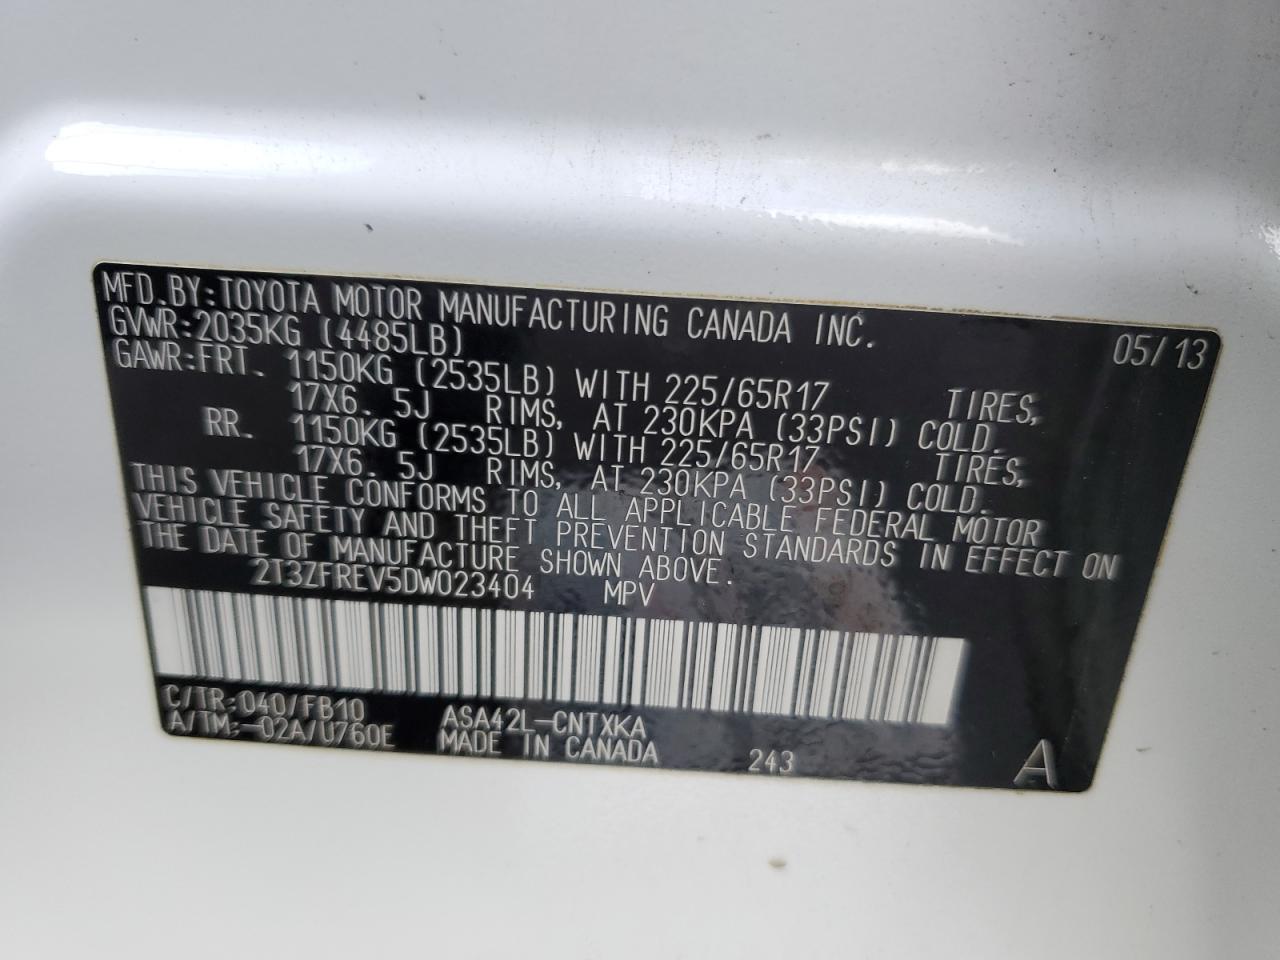 MFD.BY:TOYOTA MOTOR MANUFACTURING CANADA INC. 05/13
GVWR:2035KG (4485LB)
GAWR:FRT. 1150KG (2535LB) WITH 225/65R17 TIRES,
17X6.5J RIMS, AT 230KPA (33PSI) COLD.
RR. 1150KG (2535LB) WITH 225/65R17 TIRES,
17X6.5J RIMS, AT 230KPA (33PSI) COLD.
THIS VEHICLE CONFORMS TO ALL APPLICABLE FEDERAL MOTOR
VEHICLE SAFETY AND THEFT PREVENTION STANDARDS IN EFFECT ON
THE DATE OF MANUFACTURE SHOWN ABOVE.
2T3ZFREV5DW023404 MPV
C/TR:040/FB10 ASA42L-CNTXKA
A/TM:-02A/U760E MADE IN CANADA 243 A